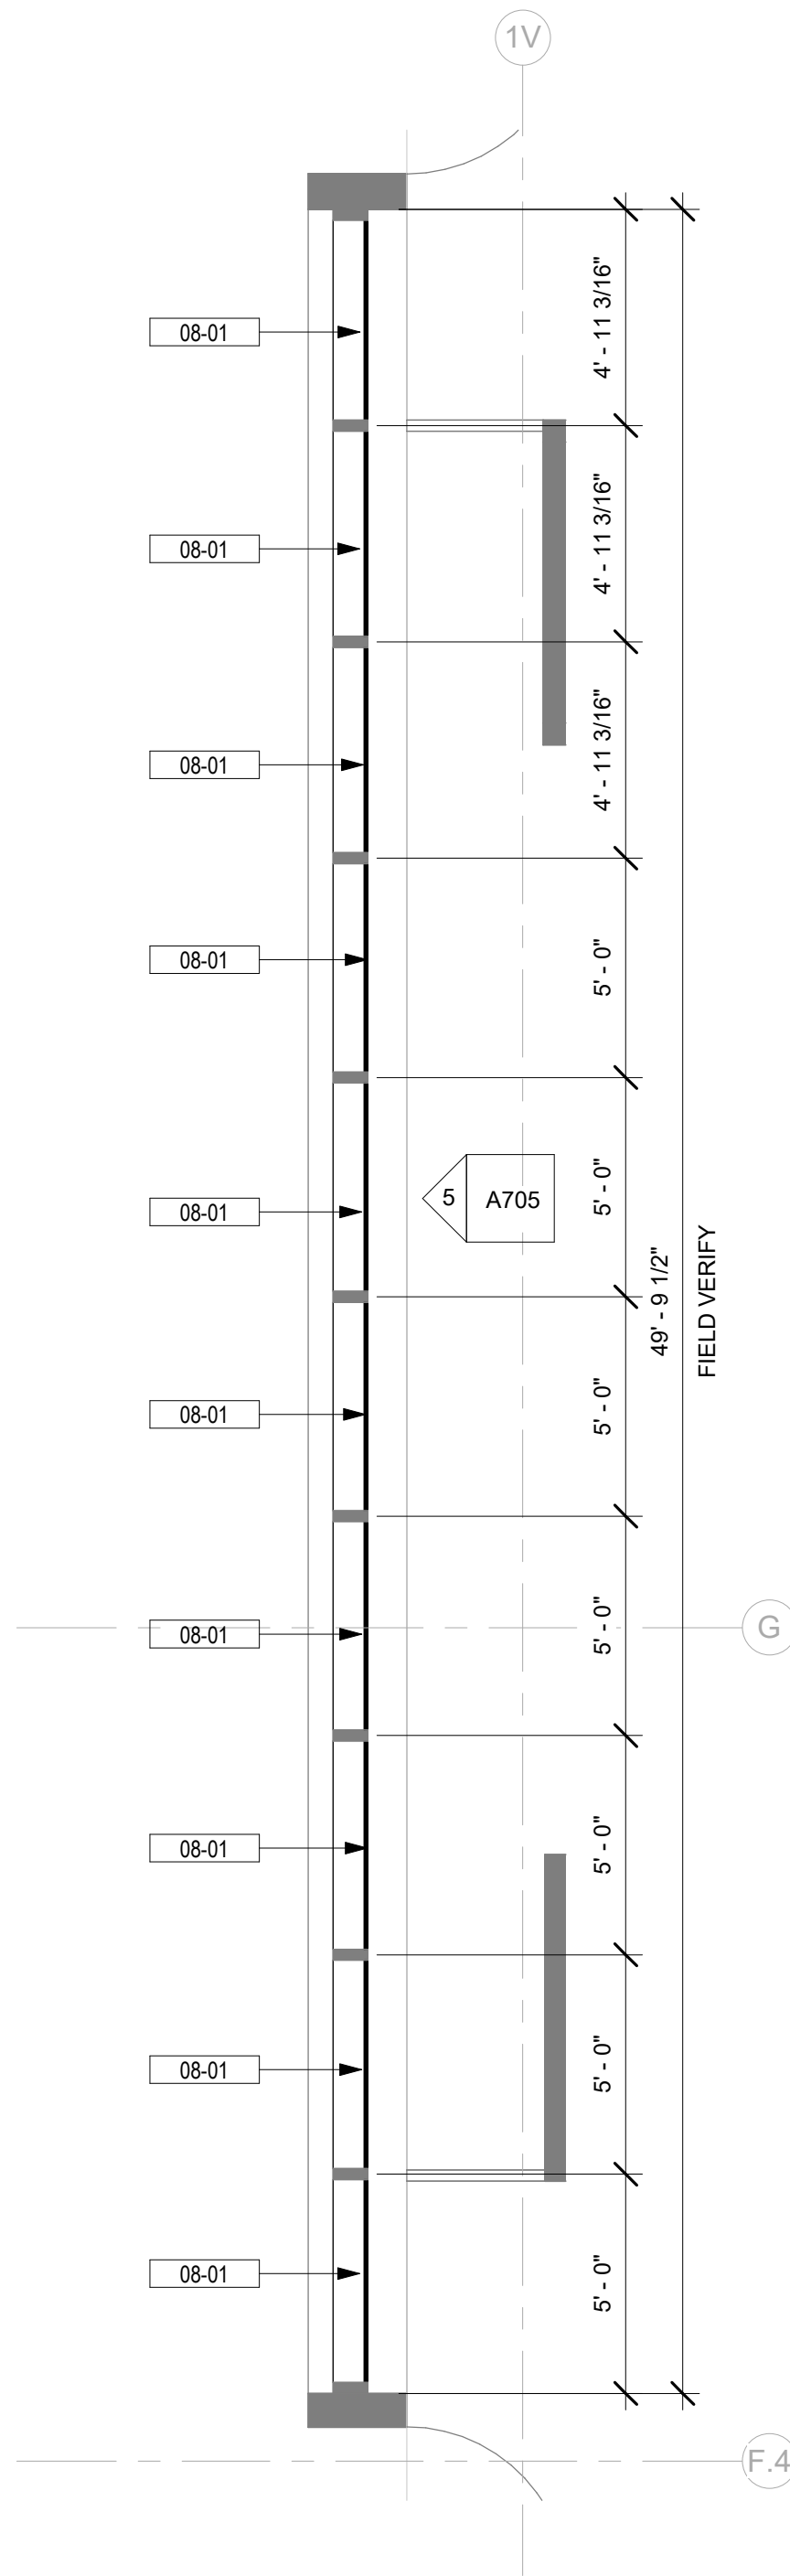 1V
4' - 11 3/16"
08-01
4' - 11 3/16"
08-01
4' - 11 3/16"
08-01
5' - 0"
08-01
5' - 0"
5
A705
08-01
49' - 9 1/2"
FIELD VERIFY
5' - 0"
08-01
5' - 0"
G
08-01
5' - 0"
08-01
5' - 0"
08-01
5' - 0"
08-01
F.4